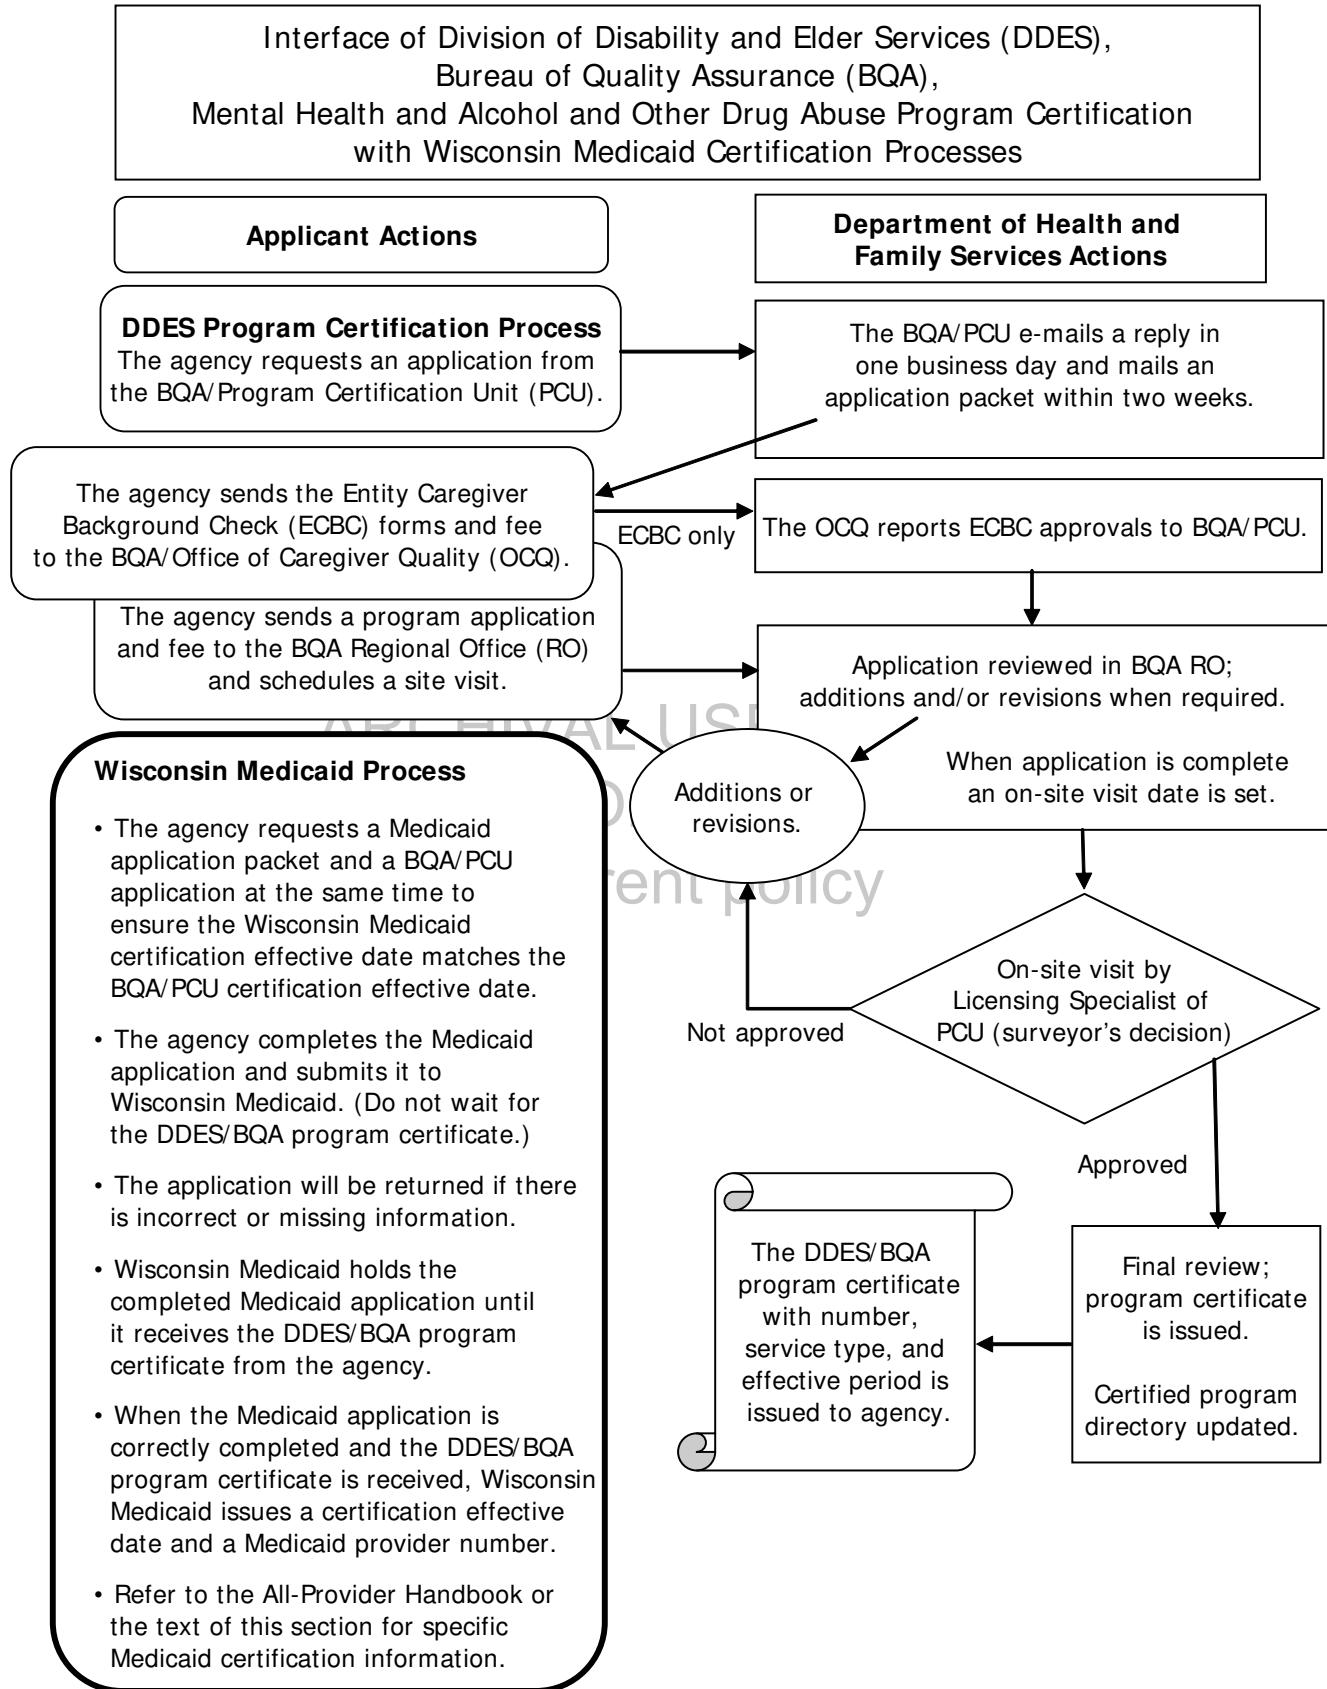 Interface of Division of Disability and Elder Services (DDES),
Bureau of Quality Assurance (BQA),
Mental Health and Alcohol and Other Drug Abuse Program Certification
with Wisconsin Medicaid Certification Processes
Applicant Actions
Department of Health and
Family Services Actions
DDES Program Certification Process
The agency requests an application from
the BQA/Program Certification Unit (PCU).
The BQA/PCU e-mails a reply in
one business day and mails an
application packet within two weeks.
The agency sends the Entity Caregiver
Background Check (ECBC) forms and fee
to the BQA/Office of Caregiver Quality (OCQ).
ECBC only
The OCQ reports ECBC approvals to BQA/PCU.
The agency sends a program application
and fee to the BQA Regional Office (RO)
and schedules a site visit.
Application reviewed in BQA RO;
additions and/or revisions when required.
When application is complete
an on-site visit date is set.
Additions or
revisions.
ARCHIVAL USE
policy
On-site visit by
Licensing Specialist of
PCU (surveyor's decision)
Not approved
Approved
Final review;
program certificate
is issued.
Certified program
directory updated.
The DDES/BQA
program certificate
with number,
service type, and
effective period is
issued to agency.
Wisconsin Medicaid Process
• The agency requests a Medicaid
application packet and a BQA/PCU
application at the same time to
ensure the Wisconsin Medicaid
certification effective date matches the
BQA/PCU certification effective date.
• The agency completes the Medicaid
application and submits it to
Wisconsin Medicaid. (Do not wait for
the DDES/BQA program certificate.)
• The application will be returned if there
is incorrect or missing information.
• Wisconsin Medicaid holds the
completed Medicaid application until
it receives the DDES/BQA program
certificate from the agency.
• When the Medicaid application is
correctly completed and the DDES/BQA
program certificate is received, Wisconsin
Medicaid issues a certification effective
date and a Medicaid provider number.
• Refer to the All-Provider Handbook or
the text of this section for specific
Medicaid certification information.